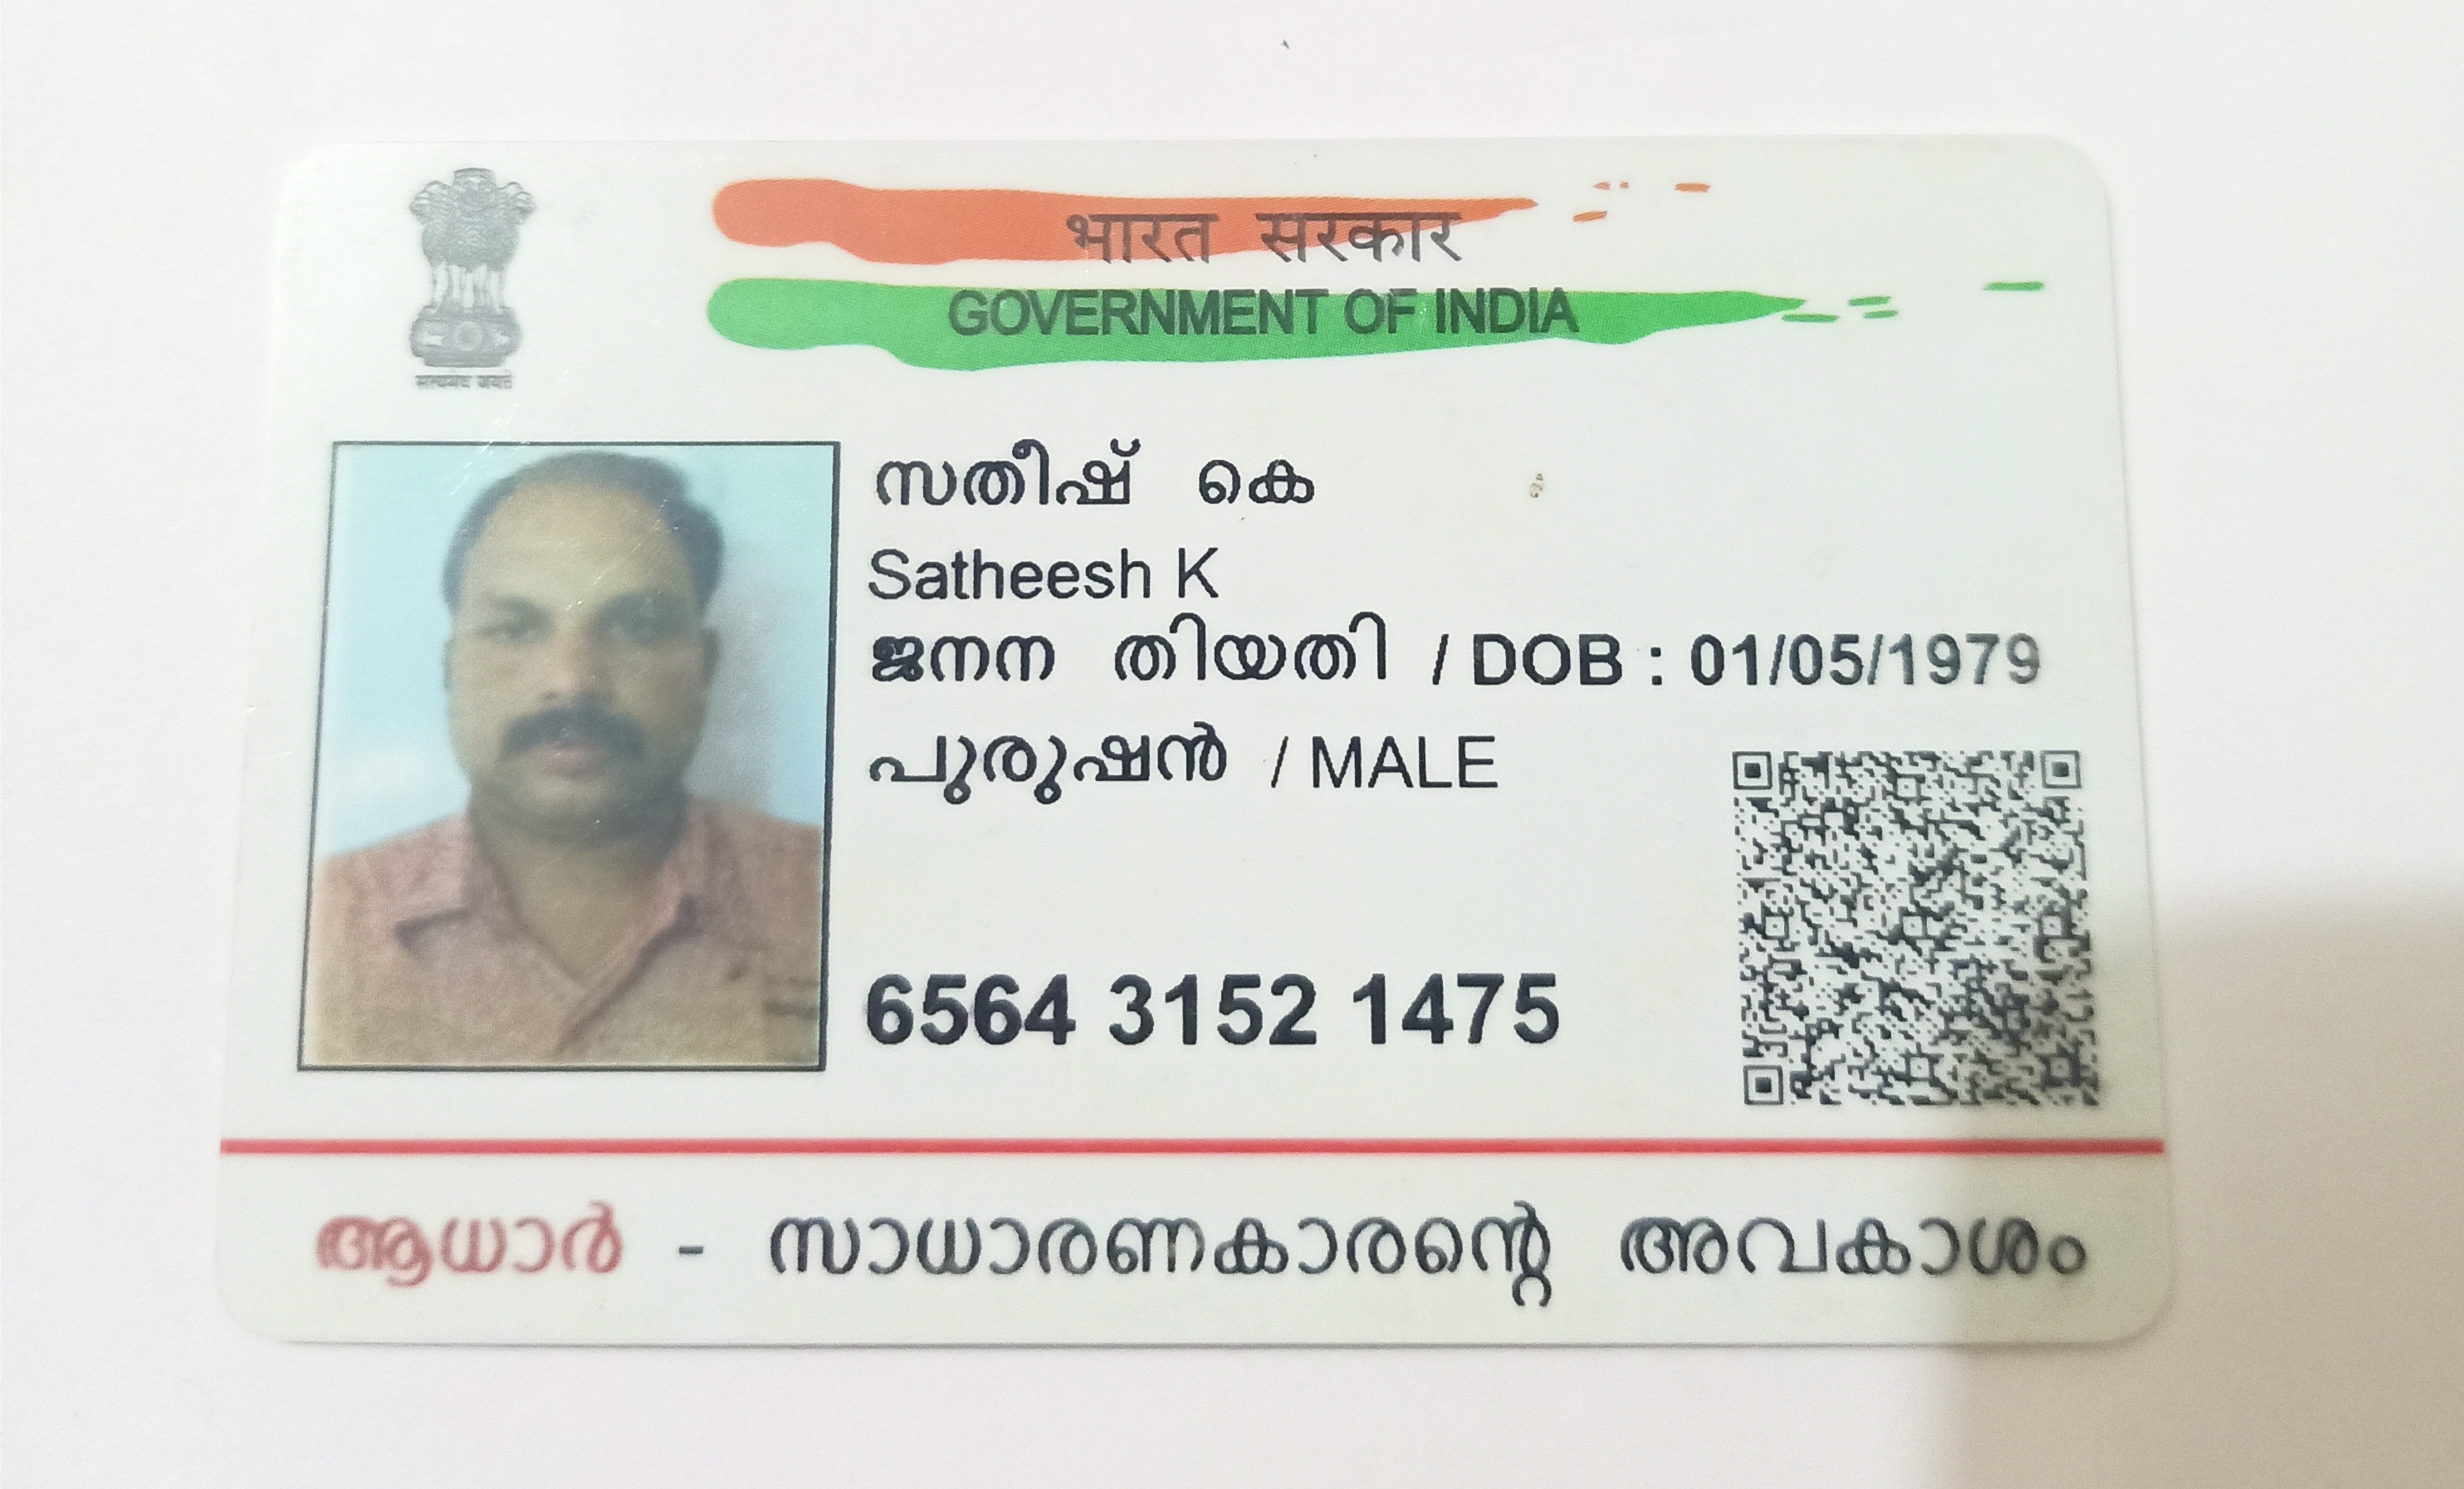 सत्यमेव जयते
भारत सरकार
GOVERNMENT OF INDIA
സതീഷ് കെ
Satheesh K
ജനന തിയതി / DOB : 01/05/1979
പുരുഷൻ / MALE
6564 3152 1475
ആധാർ - സാധാരണകാരന്റെ അവകാശം